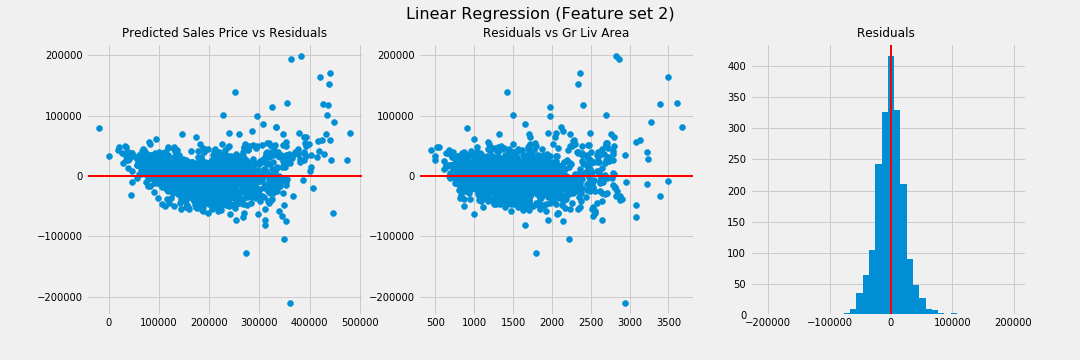 Linear Regression (Feature set 2)
Predicted Sales Price vs Residuals
200000
100000
0
−100000
−200000
0 100000 200000 300000 400000 500000
Residuals vs Gr Liv Area
200000
100000
0
−100000
−200000
500 1000 1500 2000 2500 3000 3500
Residuals
400
350
300
250
200
150
100
50
0
−200000 −100000 0 100000 200000